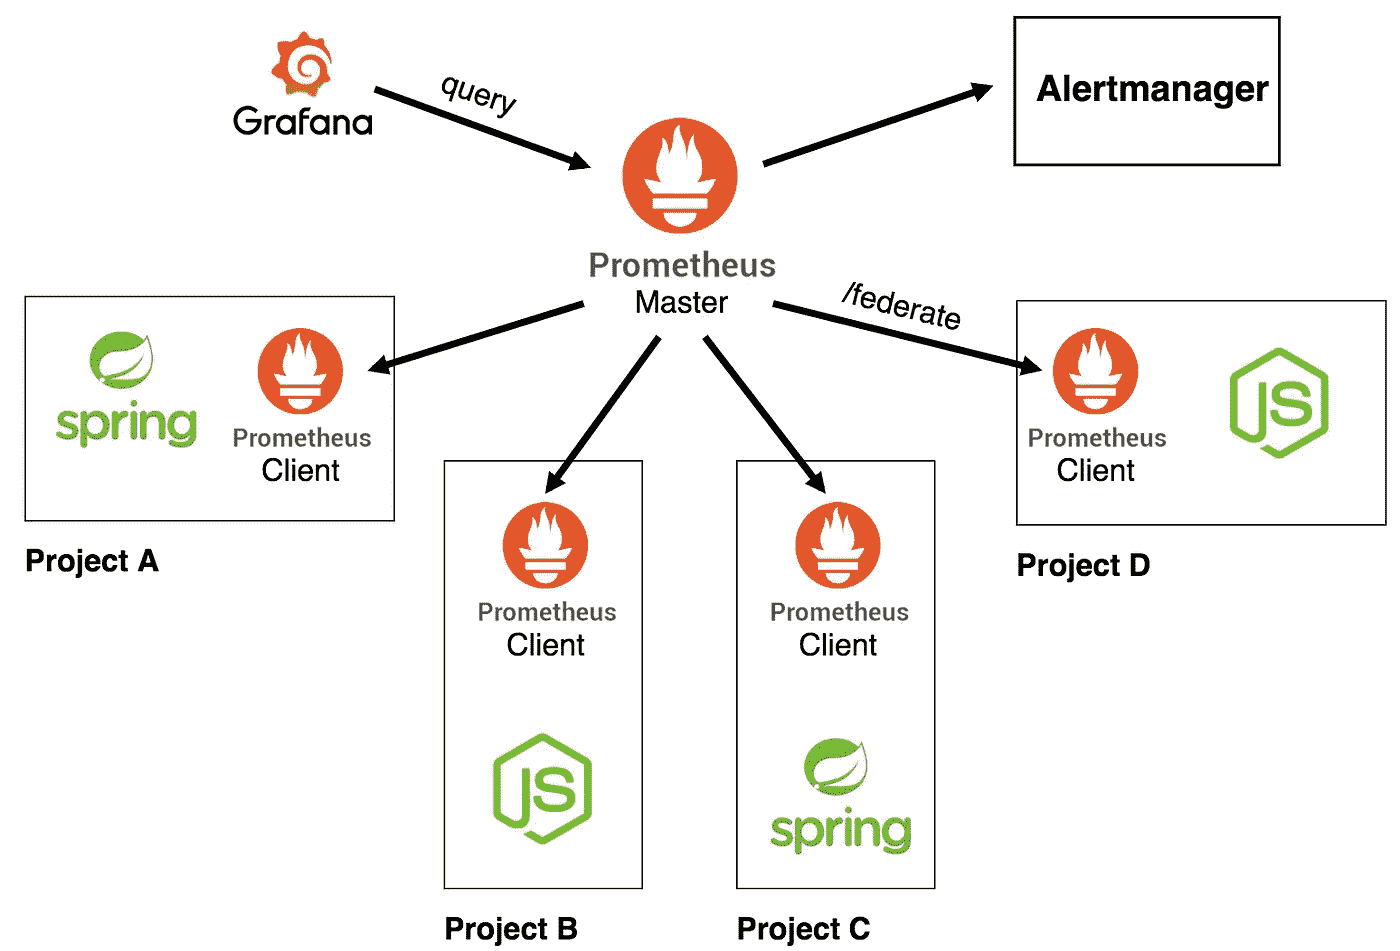 Grafana
query
Alertmanager
Prometheus
Master
/federate
spring
Prometheus
Client
Project A
Prometheus
Client
JS
Project B
Prometheus
Client
spring
Project C
Prometheus
Client
JS
Project D